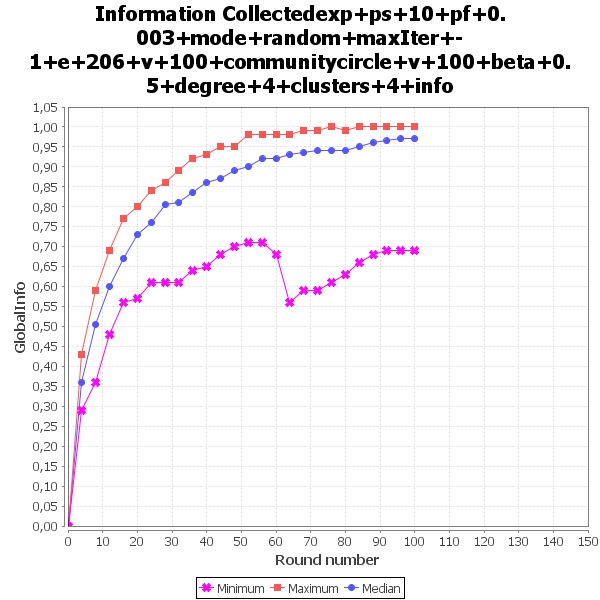 Information Collectedexp+ps+10+pf+0.
003+mode+random+maxIter+-
1+e+206+v+100+communitycircle+v+100+beta+0.
5+degree+4+clusters+4+info
1,05
1,00
0,95
0,90
0,85
0,80
0,75
0,70
0,65
0,60
0,55
0,50
0,45
0,40
0,35
0,30
0,25
0,20
0,15
0,10
0,05
0,00
GlobalInfo
0 10 20 30 40 50 60 70 80 90 100 110 120 130 140 150
Round number
Minimum Maximum Median